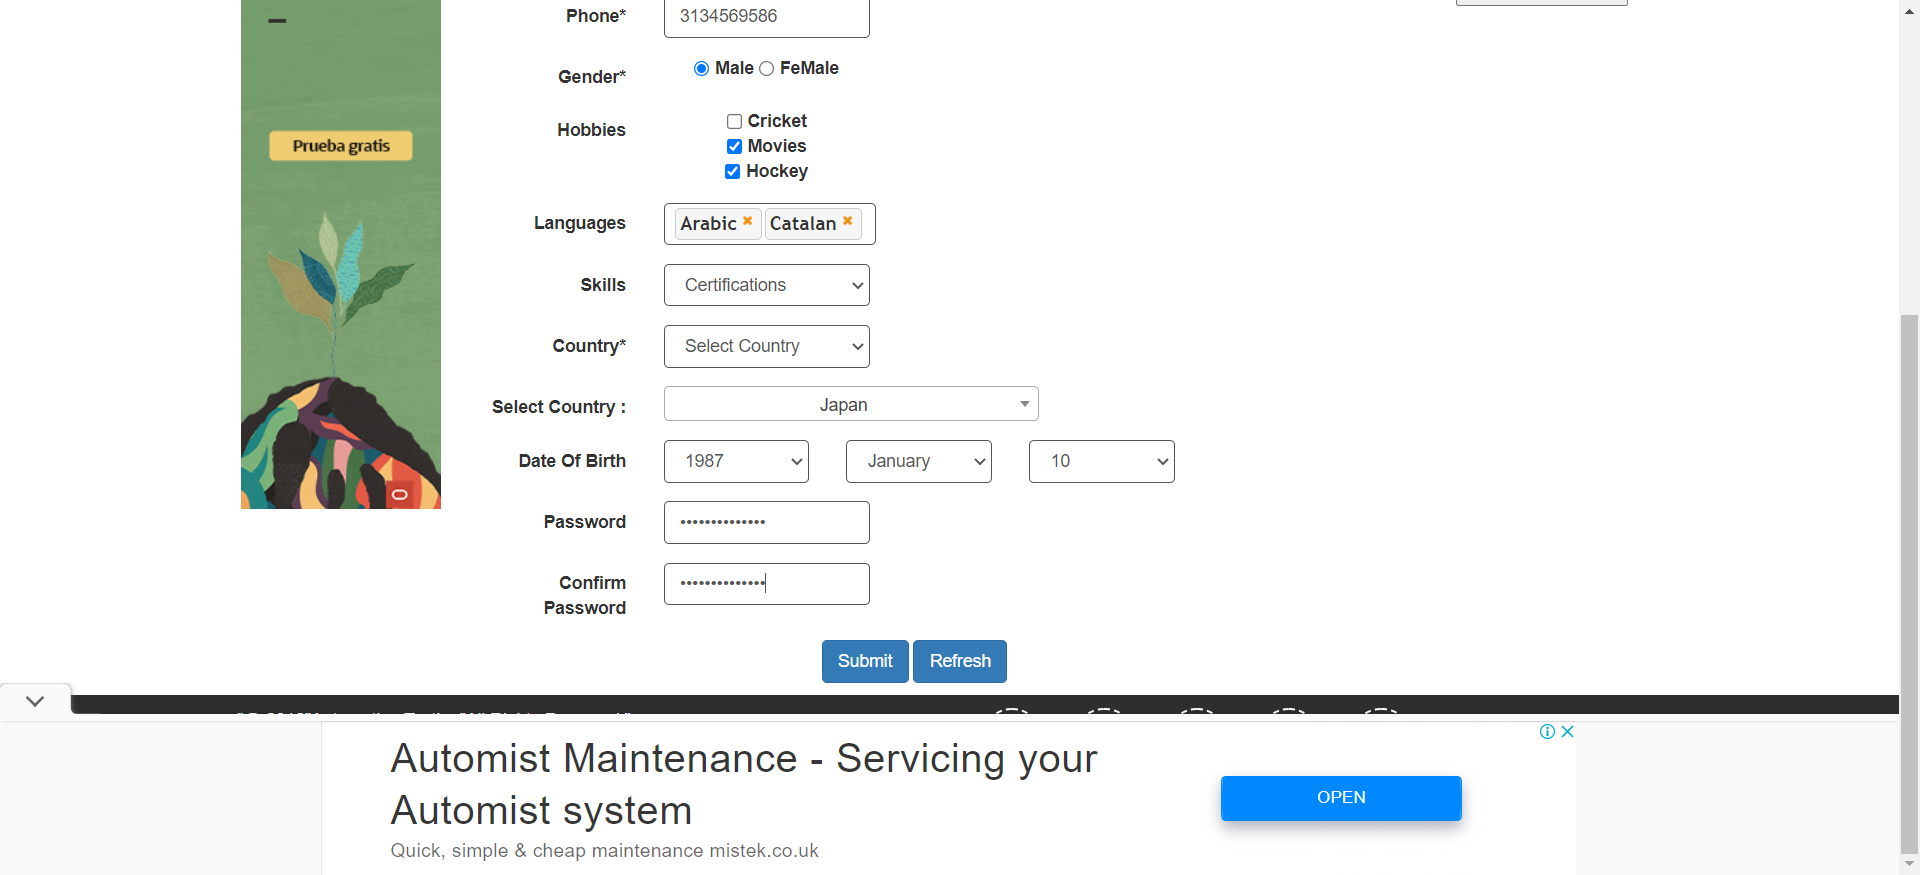 Phone*
3134569586
Gender*
Male
FeMale
Hobbies
Cricket
Movies
Hockey
Prueba gratis
Languages
Arabic
Catalan
Skills
Certifications
Country*
Select Country
Select Country :
Japan
Date Of Birth
1987
January
10
Password
Confirm
Password
Submit
Refresh
Automist Maintenance - Servicing your
Automist system
Quick, simple & cheap maintenance mistek.co.uk
OPEN